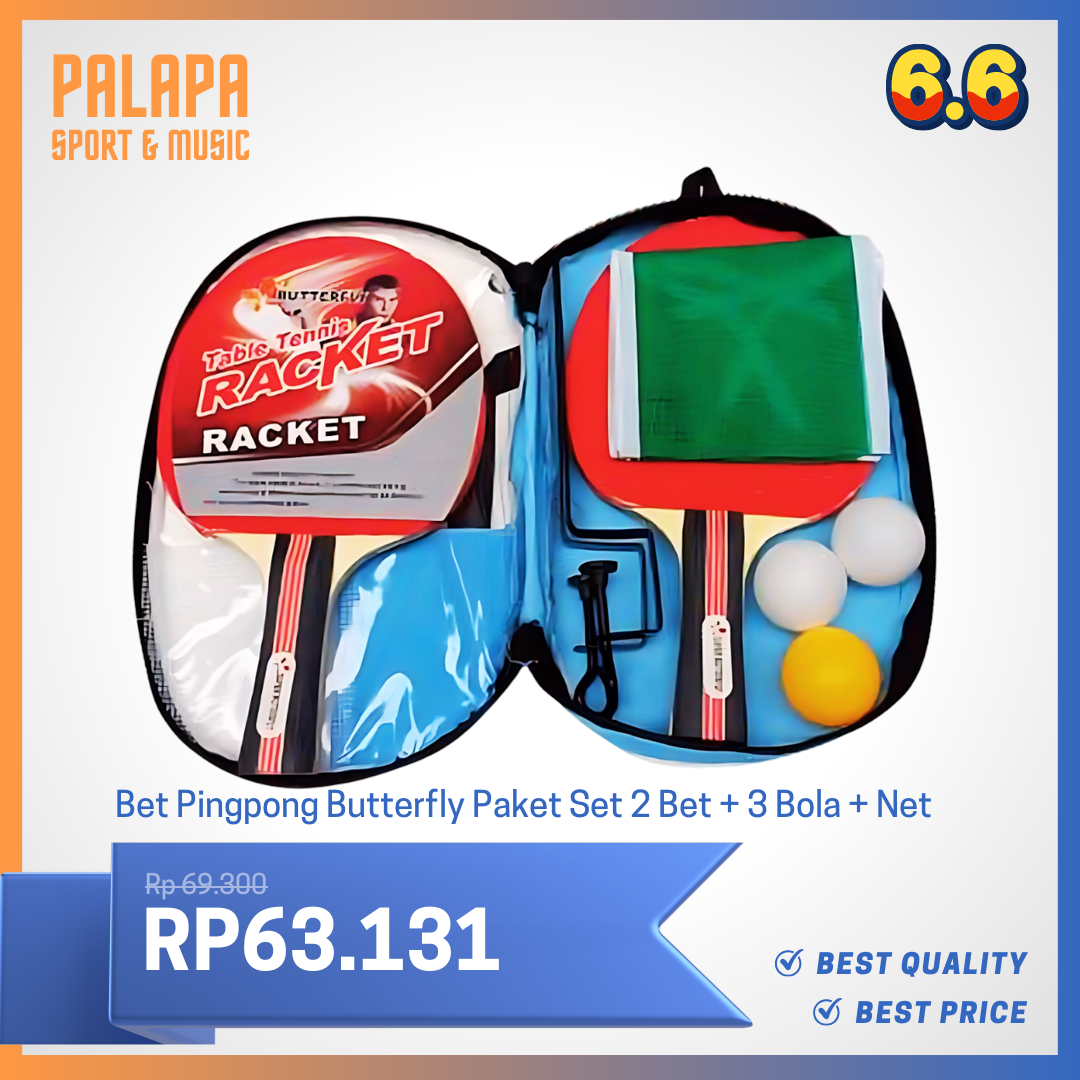 PALAPA
SPORT & MUSIC
6.6
BUTTERFLY
Table Tennis
RACKET
RACKET
Bet Pingpong Butterfly Paket Set 2 Bet + 3 Bola + Net
Rp 69.300
RP63.131
BEST QUALITY
BEST PRICE